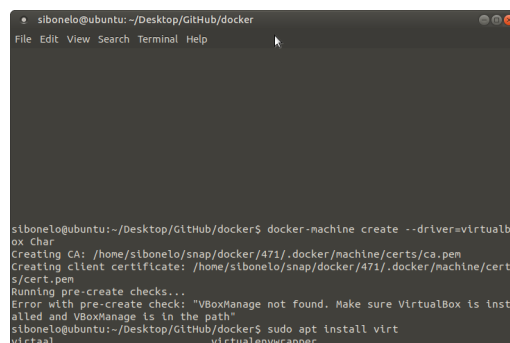 sibonelo@ubuntu: ~/Desktop/GitHub/docker
File Edit View Search Terminal Help
sibonelo@ubuntu:~/Desktop/GitHub/docker$ docker-machine create --driver=virtualb
ox Char
Creating CA: /home/sibonelo/snap/docker/471/.docker/machine/certs/ca.pem
Creating client certificate: /home/sibonelo/snap/docker/471/.docker/machine/cert
s/cert.pem
Running pre-create checks...
Error with pre-create check: "VBoxManage not found. Make sure VirtualBox is inst
alled and VBoxManage is in the path"
sibonelo@ubuntu:~/Desktop/GitHub/docker$ sudo apt install virt
virtaal virtualenvwrapper